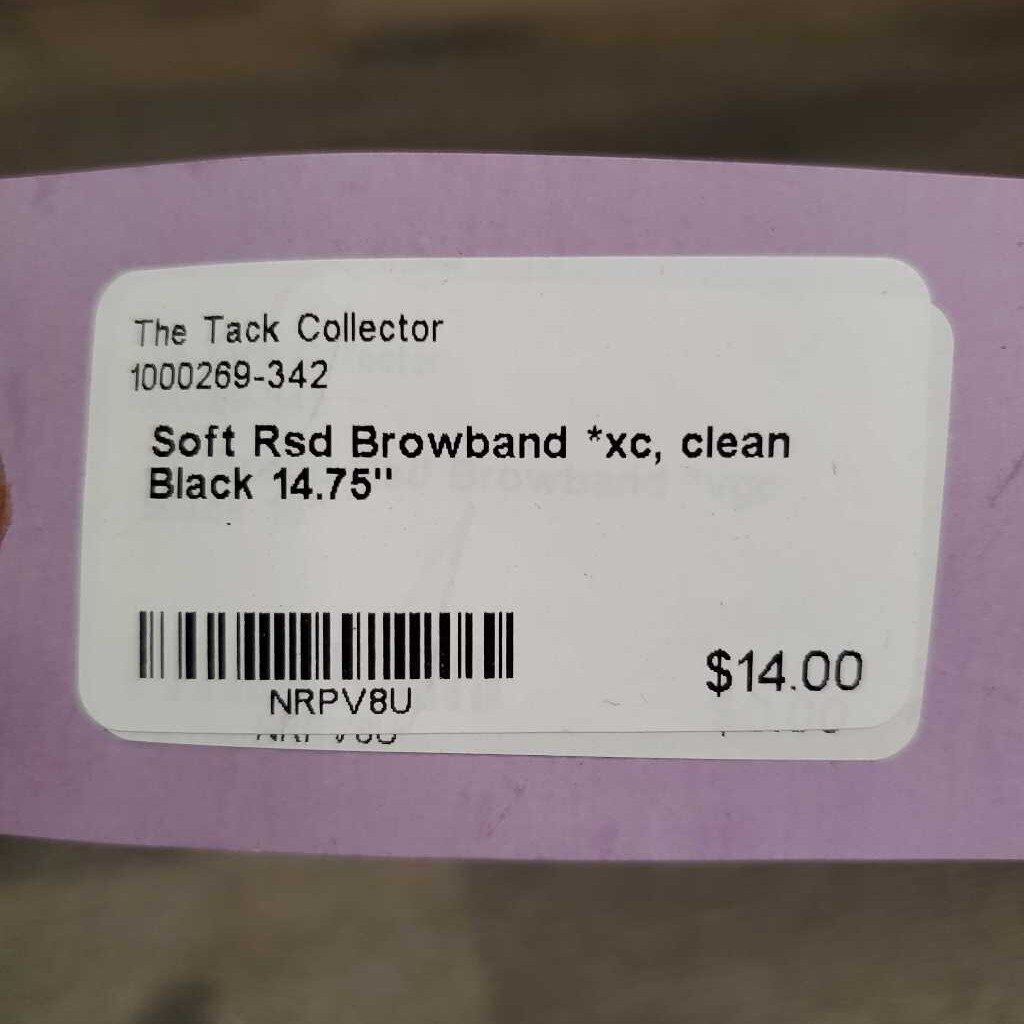 The Tack Collector
1000269-342
Soft Rsd Browband *xc, clean
Black 14.75"
NRPV8U
$14.00